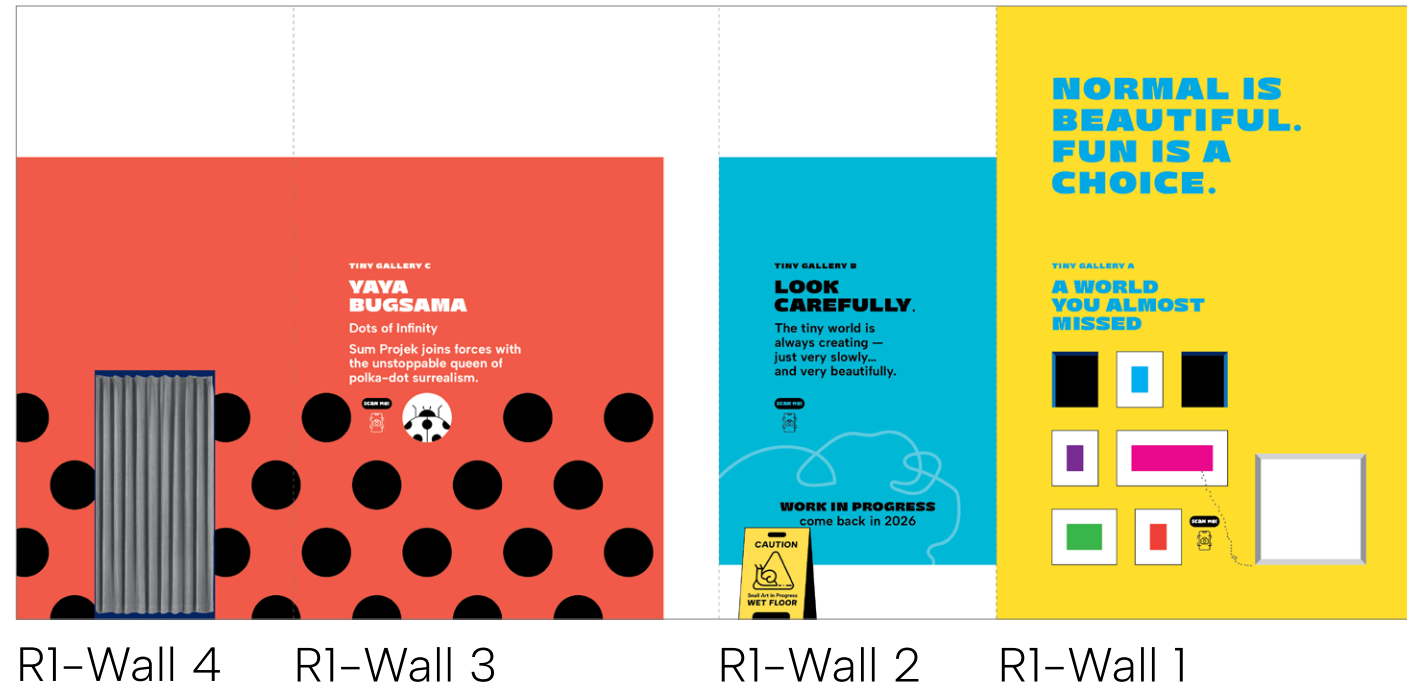 TINY GALLERY C
YAYA
BUGSAMA
Dots of Infinity
Sum Projek joins forces with
the unstoppable queen of
polka-dot surrealism.
SCAN ME!
TINY GALLERY B
LOOK
CAREFULLY.
The tiny world is
always creating —
just very slowly...
and very beautifully.
SCAN ME!
WORK IN PROGRESS
come back in 2026
CAUTION
Snail Art in Progress
WET FLOOR
NORMAL IS
BEAUTIFUL.
FUN IS A
CHOICE.
TINY GALLERY A
A WORLD
YOU ALMOST
MISSED
SCAN ME!
R1-Wall 4
R1-Wall 3
R1-Wall 2
R1-Wall 1